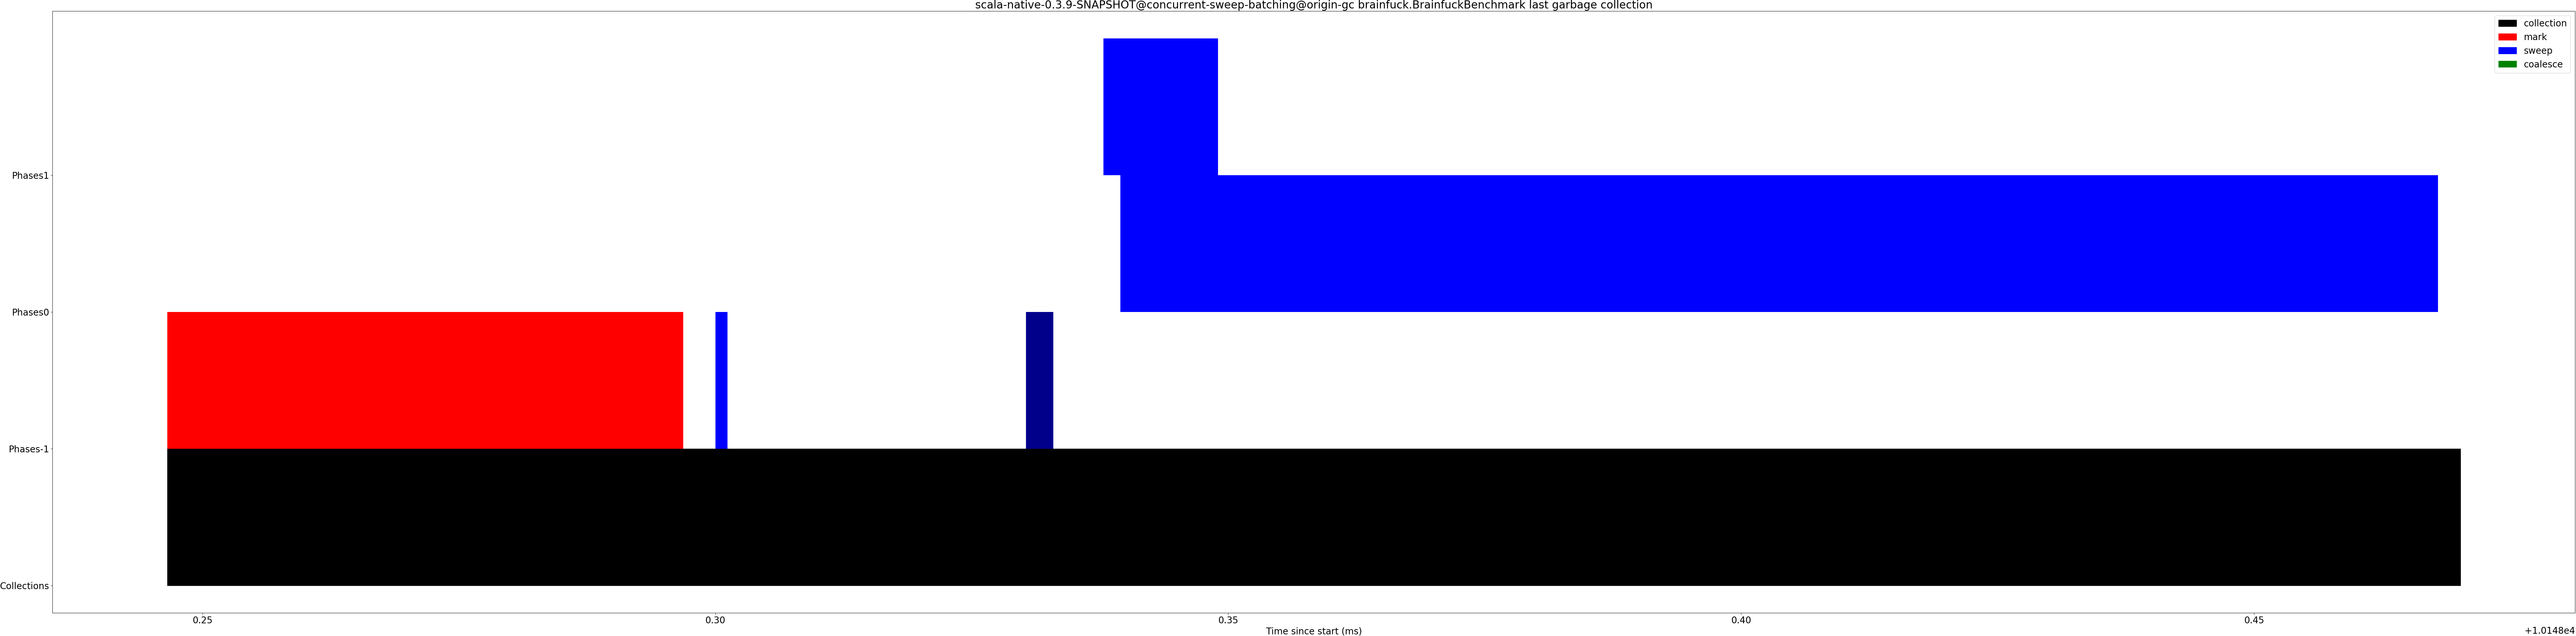 scala-native-0.3.9-SNAPSHOT@concurrent-sweep-batching@origin-gc brainfuck.BrainfuckBenchmark last garbage collection
collection
mark
sweep
coalesce
Phases1
Phases0
Phases-1
Collections
0.25 0.30 0.35 0.40 0.45
Time since start (ms)
+1.0148e4